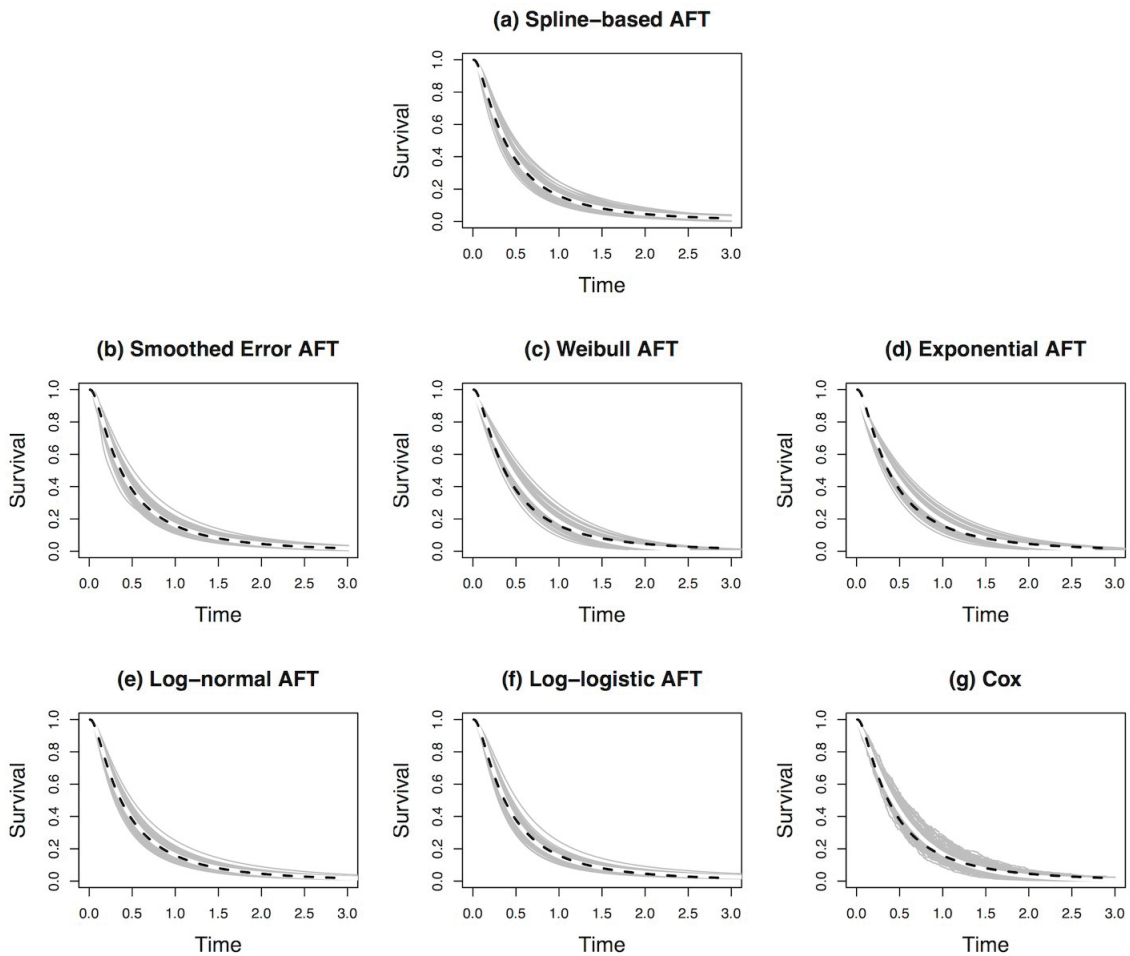 (a) Spline−based AFT
Survival
0.0 0.2 0.4 0.6 0.8 1.0
0.0 0.5 1.0 1.5 2.0 2.5 3.0
Time
(b) Smoothed Error AFT
Survival
0.0 0.2 0.4 0.6 0.8 1.0
0.0 0.5 1.0 1.5 2.0 2.5 3.0
Time
(c) Weibull AFT
Survival
0.0 0.2 0.4 0.6 0.8 1.0
0.0 0.5 1.0 1.5 2.0 2.5 3.0
Time
(d) Exponential AFT
Survival
0.0 0.2 0.4 0.6 0.8 1.0
0.0 0.5 1.0 1.5 2.0 2.5 3.0
Time
(e) Log−normal AFT
Survival
0.0 0.2 0.4 0.6 0.8 1.0
0.0 0.5 1.0 1.5 2.0 2.5 3.0
Time
(f) Log−logistic AFT
Survival
0.0 0.2 0.4 0.6 0.8 1.0
0.0 0.5 1.0 1.5 2.0 2.5 3.0
Time
(g) Cox
Survival
0.0 0.2 0.4 0.6 0.8 1.0
0.0 0.5 1.0 1.5 2.0 2.5 3.0
Time